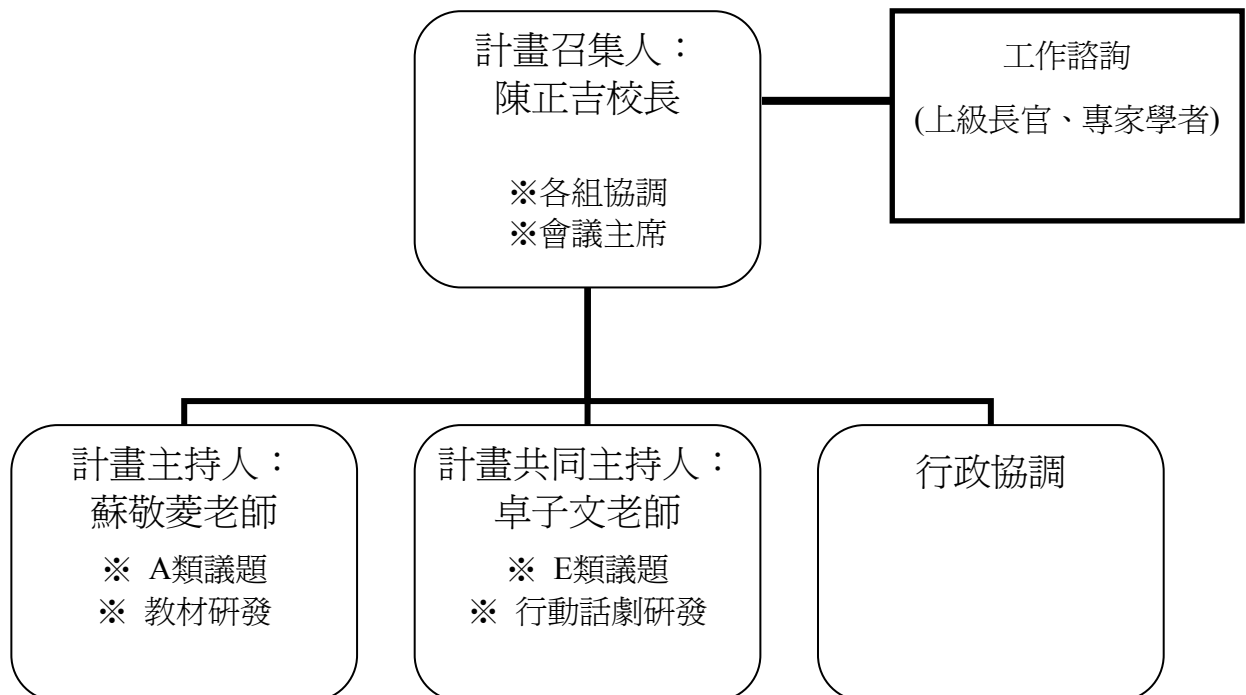 計畫召集人：
陳正吉校長
※各組協調
※會議主席
工作諮詢
(上級長官、專家學者)
計畫主持人：
蘇敬菱老師
※ A類議題
※ 教材研發
計畫共同主持人：
卓子文老師
※ E類議題
※ 行動話劇研發
行政協調